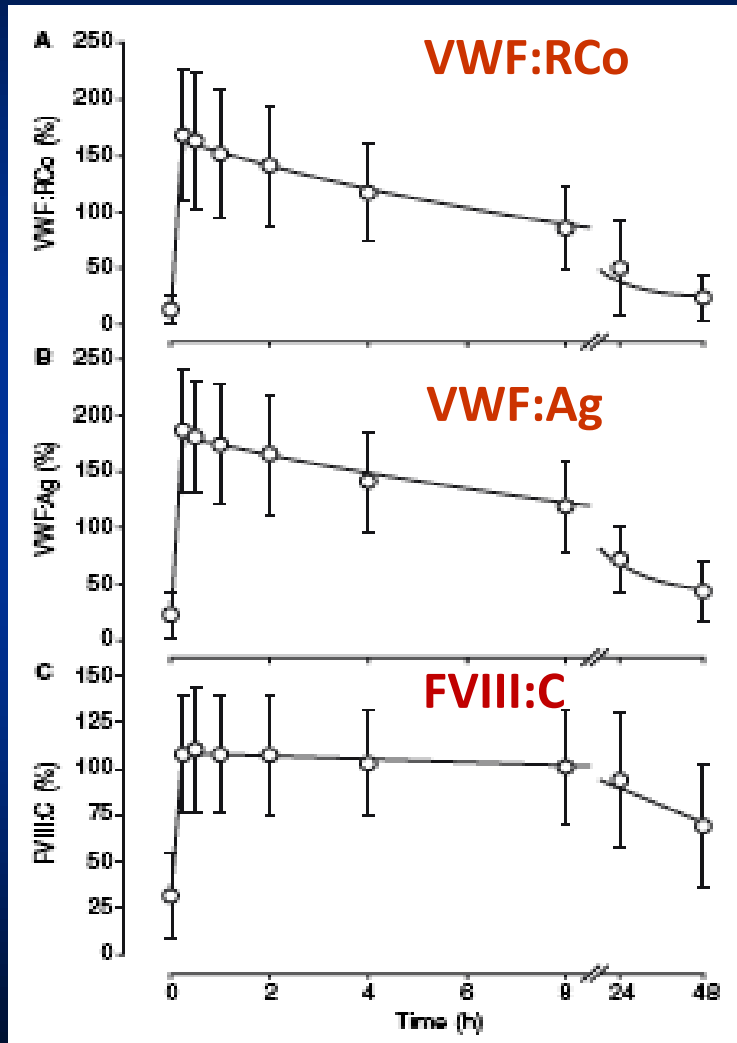 A
VWF:RCo
VWF:RCo (%)
250
200
150
100
50
0
B
VWF:Ag
VWF:Ag (%)
250
200
150
100
50
0
C
FVIII:C
FVIII:C (%)
150
125
100
75
50
25
0
0 2 4 6 8 24 48
Time (h)